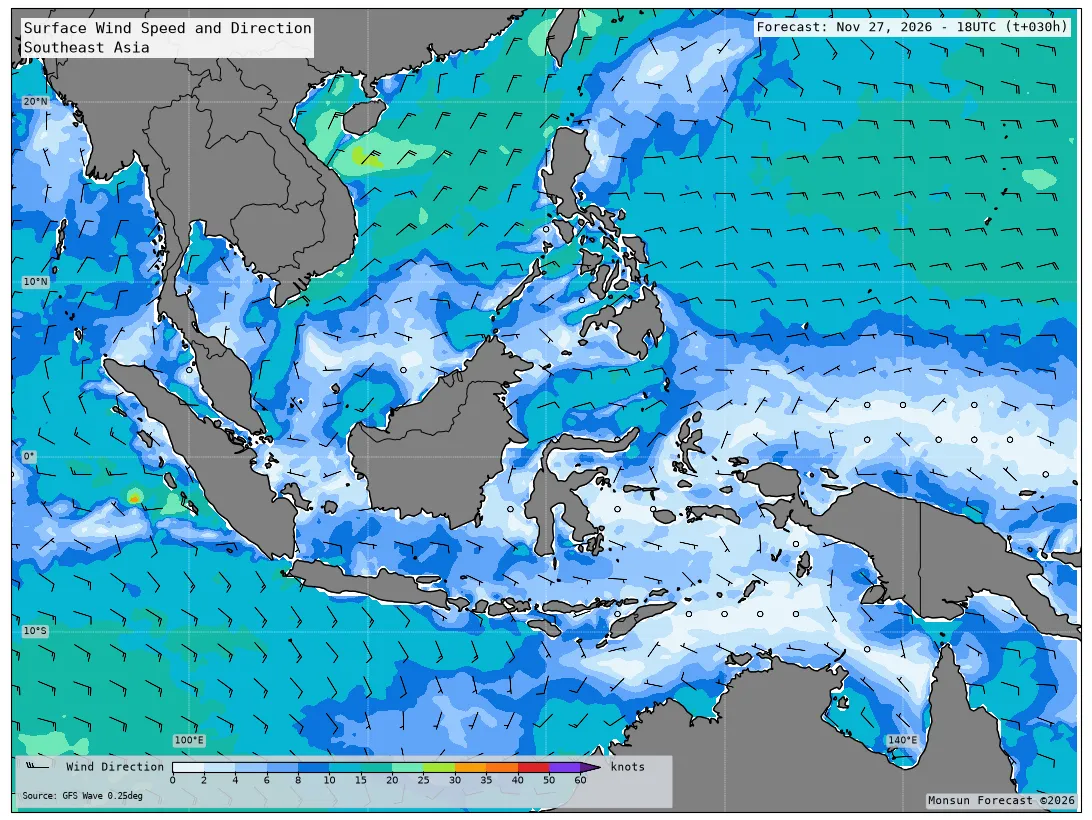 Surface Wind Speed and Direction
Southeast Asia
Forecast: Nov 27, 2026 - 18UTC (t+030h)
20°N
10°N
0°
10°S
100°E
140°E
Wind Direction
knots
0 2 4 6 8 10 15 20 25 30 35 40 50 60
Source: GFS Wave 0.25deg
Monsun Forecast ©2026